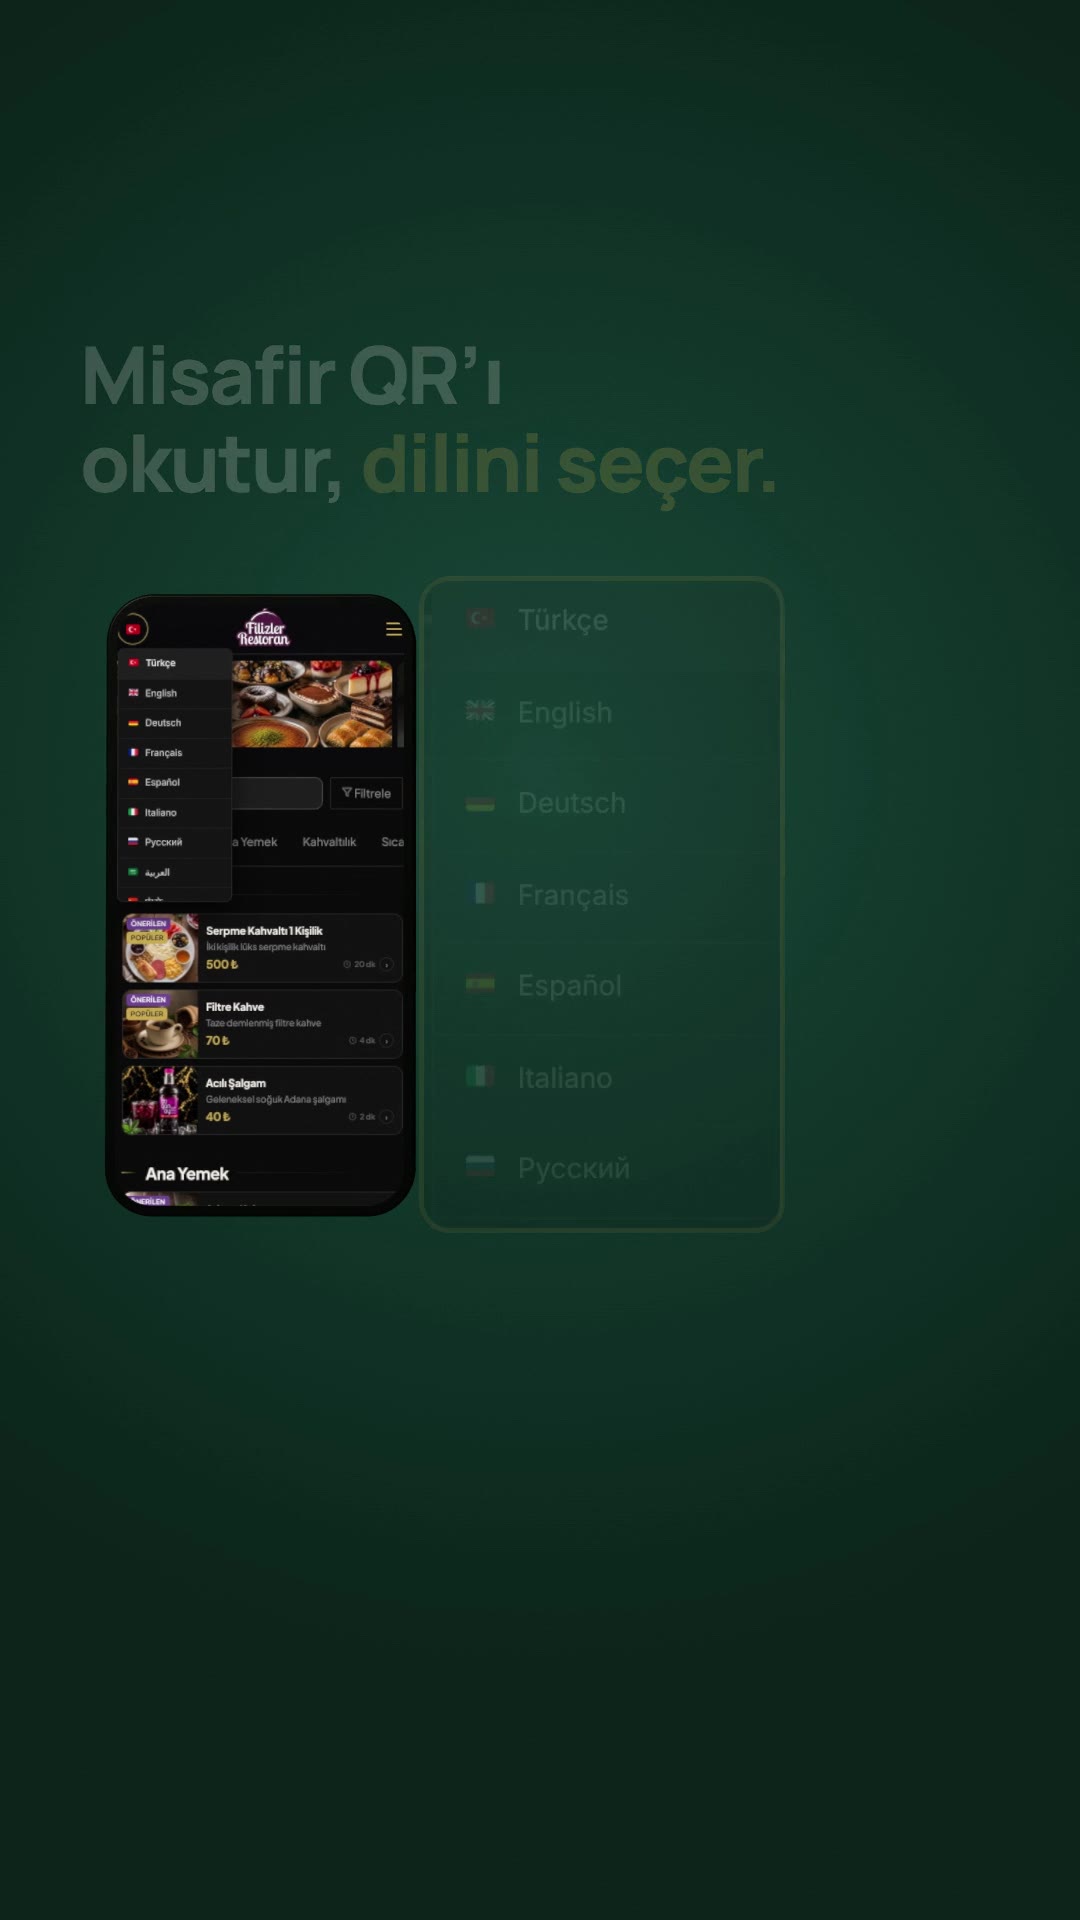 Misafir QR’ı
okutur, dilini seçer.
Filizler
Restoran
Türkçe
English
Deutsch
Français
Español
Italiano
Русский
العربية
Filtrele
a Yemek
Kahvaltılık
Sıca
ÖNERİLEN
POPÜLER
Serpme Kahvaltı 1 Kişilik
İki kişilik lüks serpme kahvaltı
500 ₺
20 dk
ÖNERİLEN
POPÜLER
Filtre Kahve
Taze demlenmiş filtre kahve
70 ₺
4 dk
Acılı Şalgam
Geleneksel soğuk Adana şalgamı
40 ₺
2 dk
Ana Yemek
ÖNERİLEN
Türkçe
English
Deutsch
Français
Español
Italiano
Русский